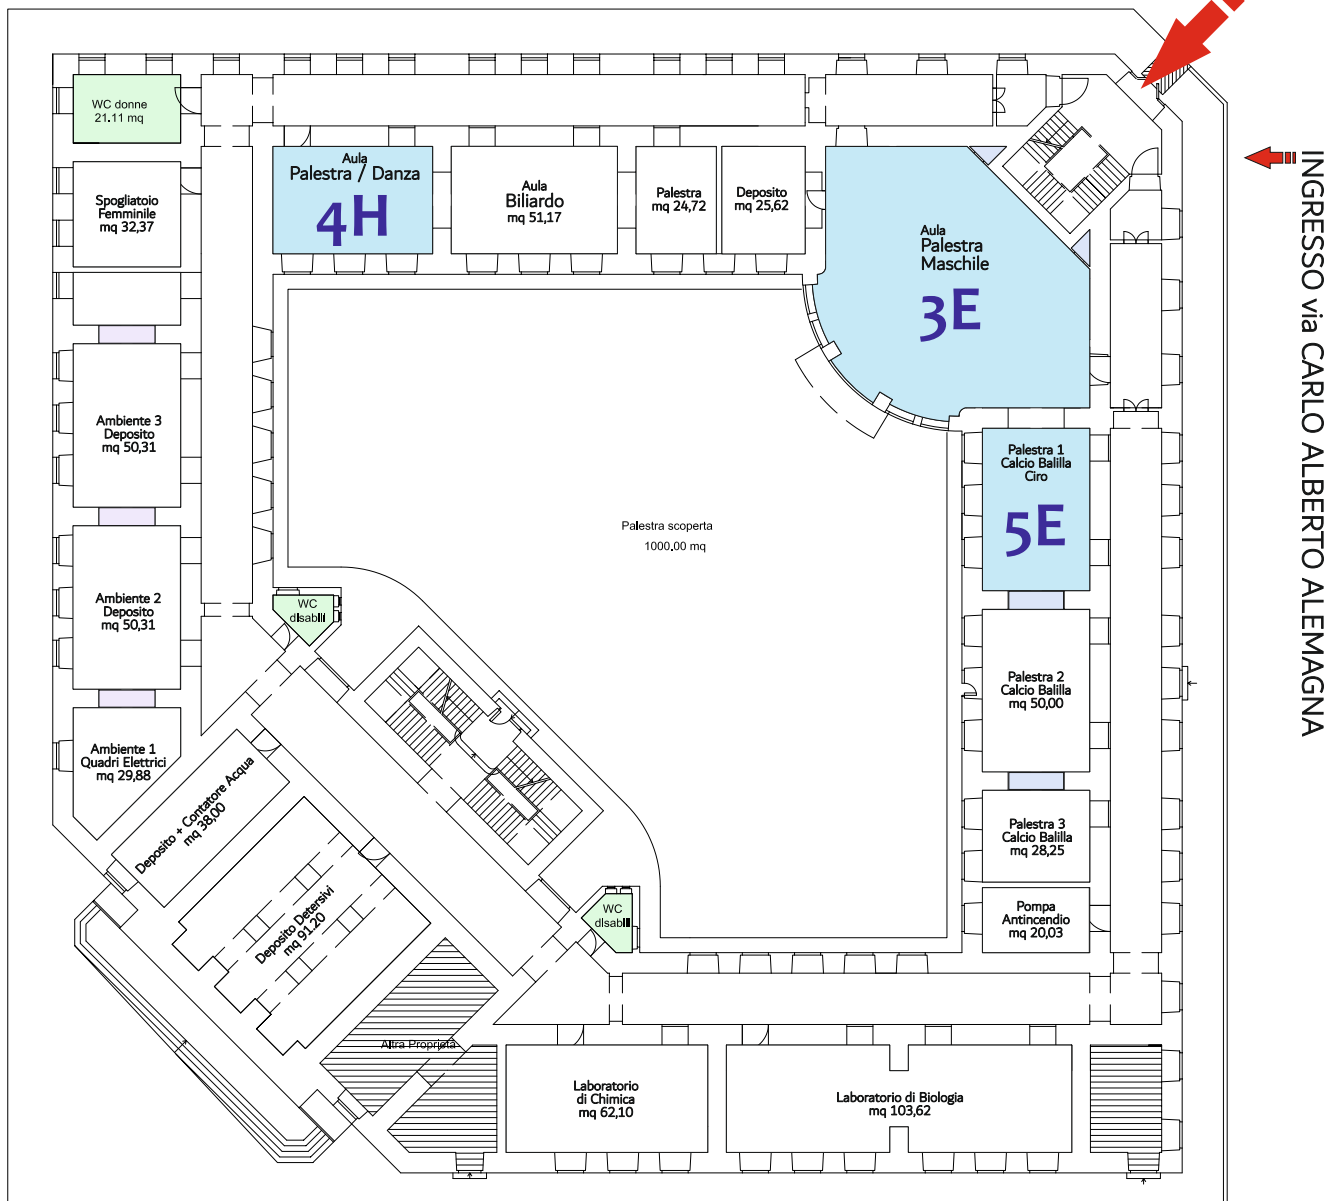 WC donne
21.11 mq
Aula
Palestra / Danza
4H
Aula
Biliardo
mq 51,17
Palestra
mq 24,72
Deposito
mq 25,62
Spogliatoio
Femminile
mq 32,37
Aula
Palestra
Maschile
3E
INGRESSO via CARLO ALBERTO ALEMAGNA
Ambiente 3
Deposito
mq 50,31
Palestra 1
Calcio Balilla
Ciro
5E
Palestra scoperta
1000.00 mq
Ambiente 2
Deposito
mq 50,31
WC
disabili
Palestra 2
Calcio Balilla
mq 50,00
Ambiente 1
Quadri Elettrici
mq 29,88
Deposito + Contatore Acqua
mq 38,00
Palestra 3
Calcio Balilla
mq 28,25
Deposito Detersivi
mq 91.20
WC
disabili
Pompa
Antincendio
mq 20,03
Altra Proprietà
Laboratorio
di Chimica
mq 62,10
Laboratorio di Biologia
mq 103,62